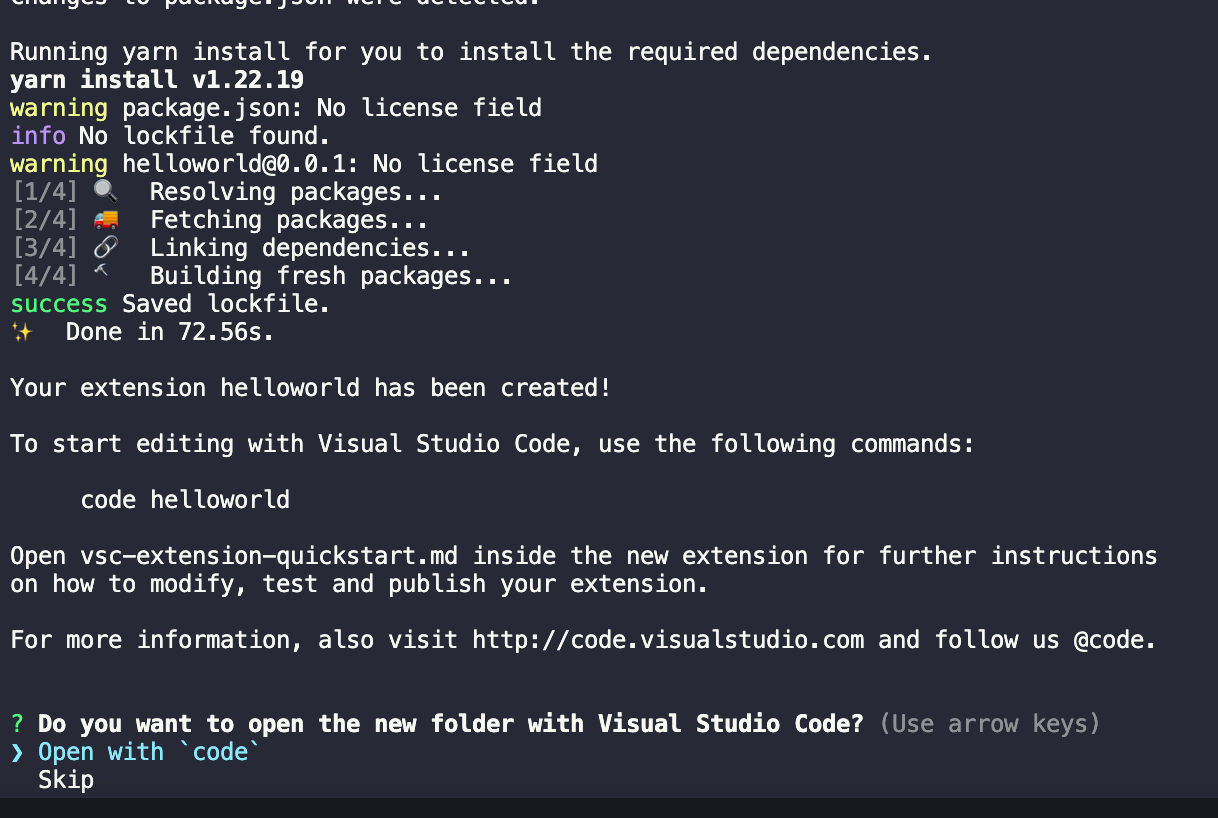 changes to package.json were detected.
Running yarn install for you to install the required dependencies.
yarn install v1.22.19
warning package.json: No license field
info No lockfile found.
warning helloworld@0.0.1: No license field
[1/4] 🔍 Resolving packages...
[2/4] 🚚 Fetching packages...
[3/4] 🔗 Linking dependencies...
[4/4] 🔨 Building fresh packages...
success Saved lockfile.
✨ Done in 72.56s.
Your extension helloworld has been created!
To start editing with Visual Studio Code, use the following commands:
code helloworld
Open vsc-extension-quickstart.md inside the new extension for further instructions
on how to modify, test and publish your extension.
For more information, also visit http://code.visualstudio.com and follow us @code.
? Do you want to open the new folder with Visual Studio Code? (Use arrow keys)
❯ Open with `code`
Skip